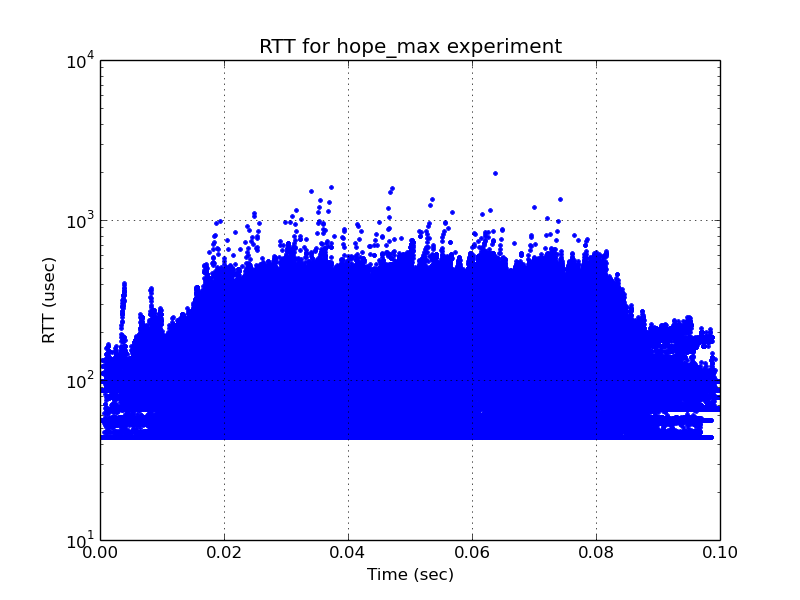 RTT for hope_max experiment
10^4
10^3
10^2
10^1
RTT (usec)
0.00 0.02 0.04 0.06 0.08 0.10
Time (sec)